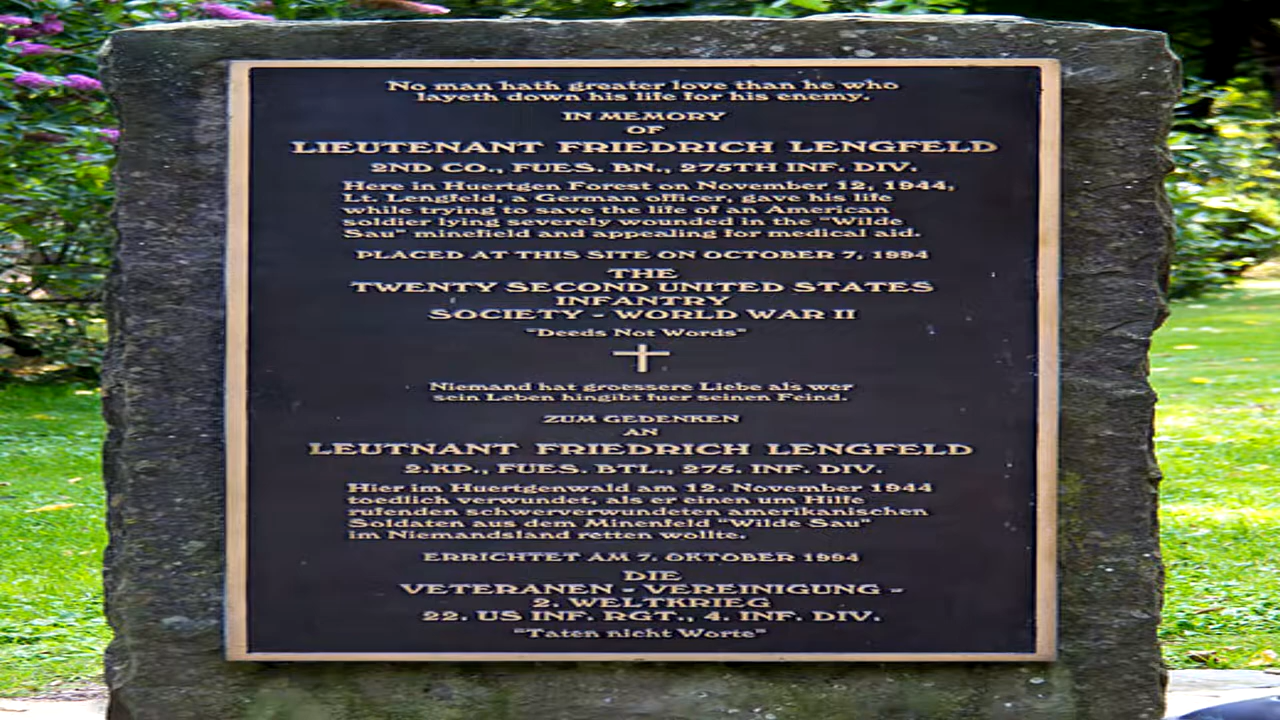 No man hath greater love than he who
layeth down his life for his enemy.
IN MEMORY
OF
LIEUTENANT FRIEDRICH LENGFELD
2ND CO., FUES. BN., 275TH INF. DIV.
Here in Huertgen Forest on November 12, 1944,
Lt. Lengfeld, a German officer, gave his life
while trying to save the life of an American
soldier lying severely wounded in the "Wilde
Sau" minefield and appealing for medical aid.
PLACED AT THIS SITE ON OCTOBER 7, 1994
THE
TWENTY SECOND UNITED STATES
INFANTRY
SOCIETY - WORLD WAR II
"Deeds Not Words"
Niemand hat groessere Liebe als wer
sein Leben hingibt fuer seinen Feind.
ZUM GEDENKEN
AN
LEUTNANT FRIEDRICH LENGFELD
2.KP., FUES. BTL., 275. INF. DIV.
Hier im Huertgenwald am 12. November 1944
toedlich verwundet, als er einen um Hilfe
rufenden schwerverwundeten amerikanischen
Soldaten aus dem Minenfeld "Wilde Sau"
im Niemandsland retten wollte.
ERRICHTET AM 7. OKTOBER 1994
DIE
VETERANEN - VEREINIGUNG -
2. WELTKRIEG
22. US INF. RGT., 4. INF. DIV.
"Taten nicht Worte"